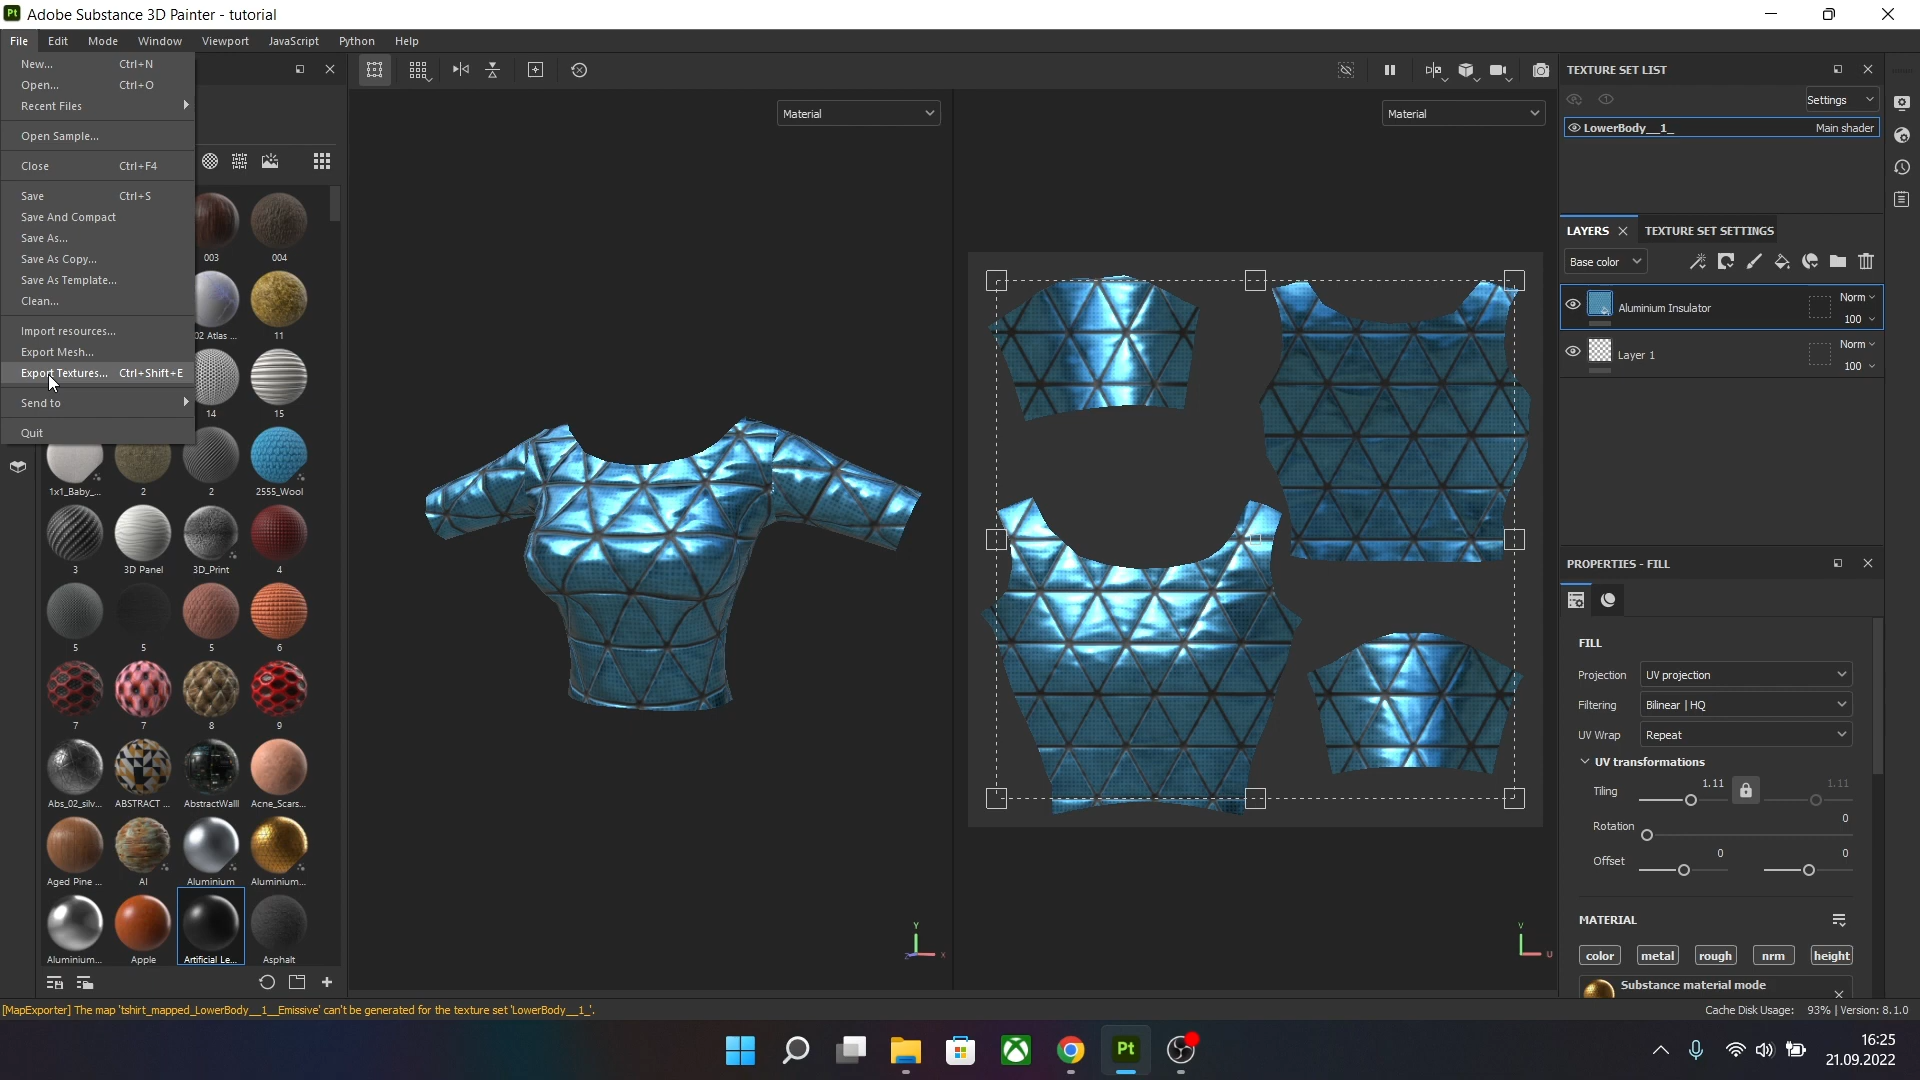 Pt Adobe Substance 3D Painter - tutorial
File Edit Mode Window Viewport JavaScript Python Help
New... Ctrl+N
Open... Ctrl+O
Recent Files
Open Sample...
Close Ctrl+F4
Save Ctrl+S
Save And Compact
Save As...
Save As Copy...
Save As Template...
Clean...
Import resources...
Export Mesh...
Export Textures... Ctrl+Shift+E
Send to
Quit
003 004
02 Atlas ... 11
14 15
1x1_Baby_... 2 2 2555_Wool
3 3D Panel 3D_Print 4
5 5 5 6
7 7 8 9
Abs_02_silv... ABSTRACT ... AbstractWalll Acne_Scars...
Aged Pine ... AI Aluminium Aluminium...
Aluminium... Apple Artificial Le... Asphalt
Material
Material
Y
Z X
V
U
TEXTURE SET LIST
Settings
LowerBody__1_ Main shader
LAYERS TEXTURE SET SETTINGS
Base color
Aluminium Insulator Norm
100
Layer 1 Norm
100
PROPERTIES - FILL
FILL
Projection UV projection
Filtering Bilinear | HQ
UV Wrap Repeat
UV transformations
Tiling 1.11 1.11
Rotation 0
Offset 0 0
MATERIAL
color metal rough nrm height
Substance material mode
[MapExporter] The map 'tshirt_mapped_LowerBody__1__Emissive' can't be generated for the texture set 'LowerBody__1_'.
Cache Disk Usage: 93% | Version: 8.1.0
Pt
16:25
21.09.2022